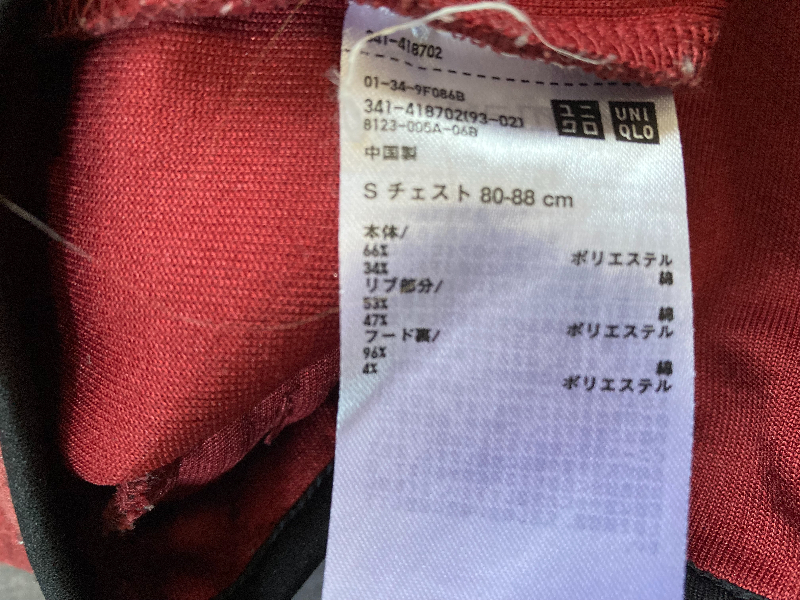 341-418702
01-34-9F086B
341-418702(93-02)
8123-005A-06B
ユニ
クロ
UNI
QLO
中国製
S チェスト 80-88 cm
本体/
66% ポリエステル
34% 綿
リブ部分/
53% 綿
47% ポリエステル
フード裏/
96% 綿
4% ポリエステル